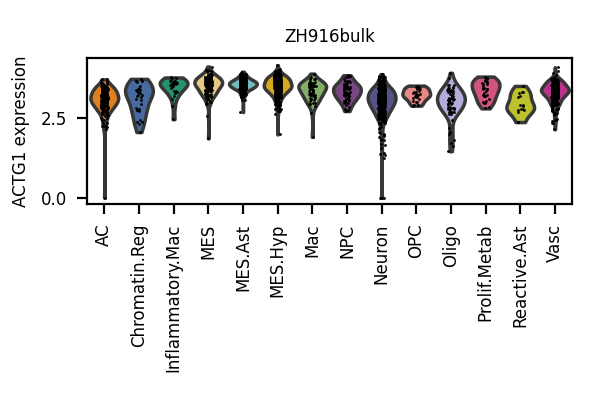 ZH916bulk
ACTG1 expression
2.5
0.0
AC
Chromatin.Reg
Inflammatory.Mac
MES
MES.Ast
MES.Hyp
Mac
NPC
Neuron
OPC
Oligo
Prolif.Metab
Reactive.Ast
Vasc